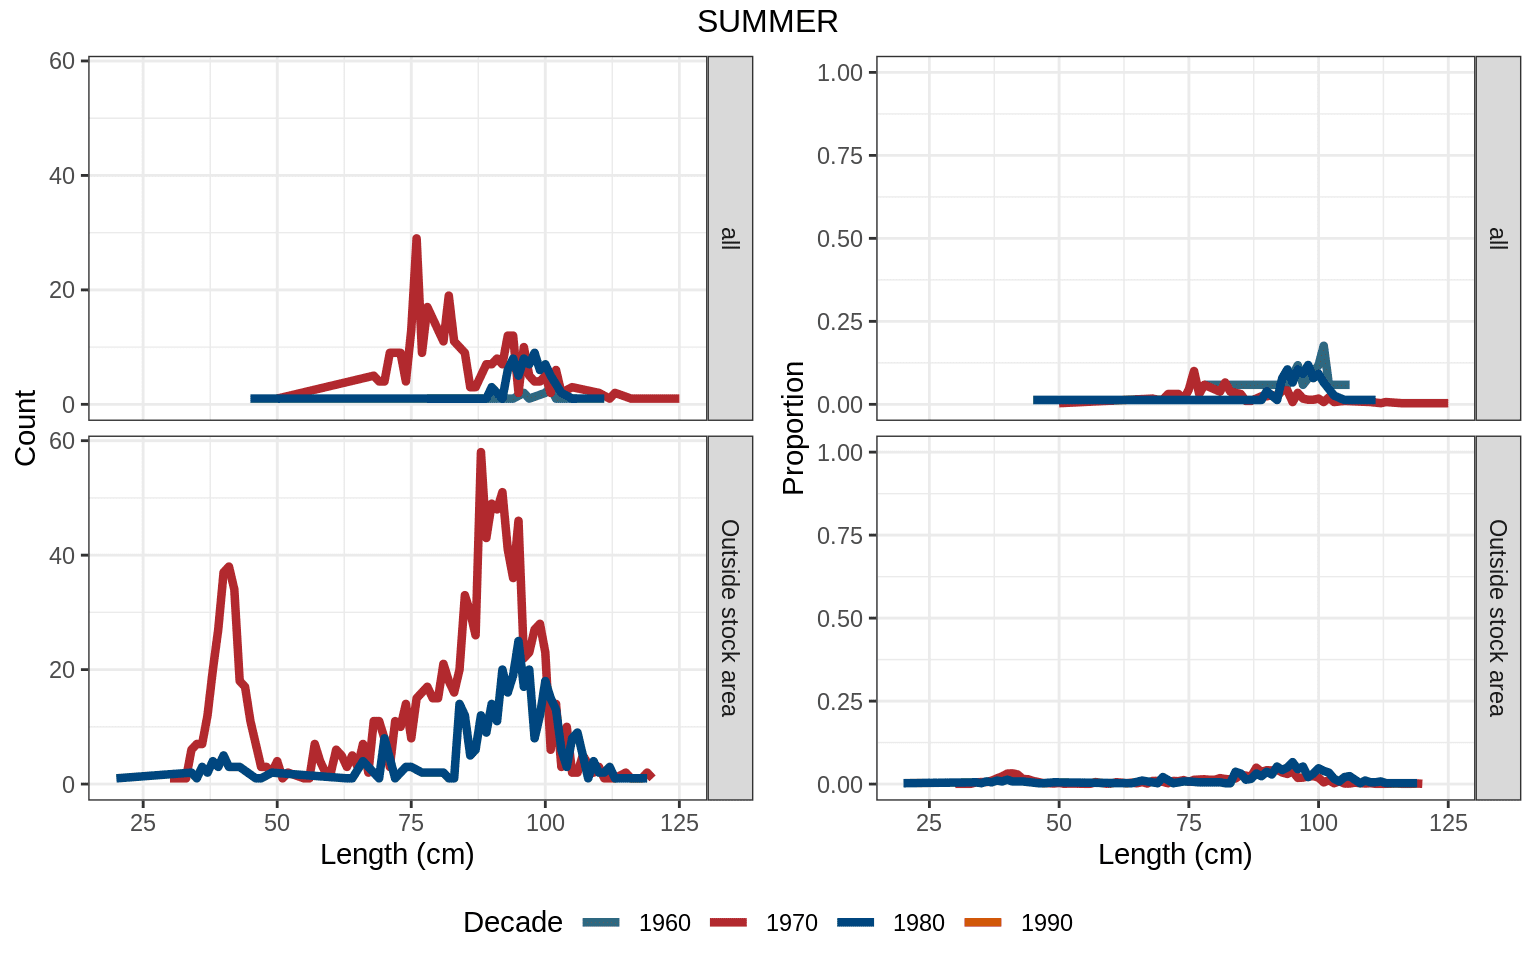 SUMMER
Count
60
40
20
0
all
60
40
20
0
Outside stock area
25 50 75 100 125
Length (cm)
Proportion
1.00
0.75
0.50
0.25
0.00
all
1.00
0.75
0.50
0.25
0.00
Outside stock area
25 50 75 100 125
Length (cm)
Decade 1960 1970 1980 1990